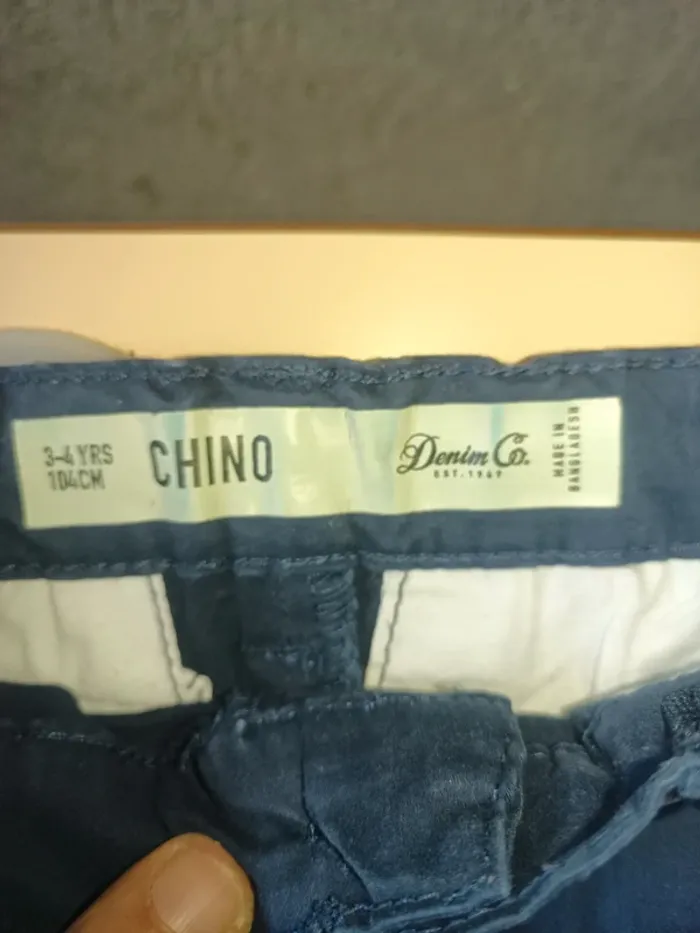 3-4 YRS
104CM
CHINO
Denim Co.
EST. 1969
MADE IN
BANGLADESH